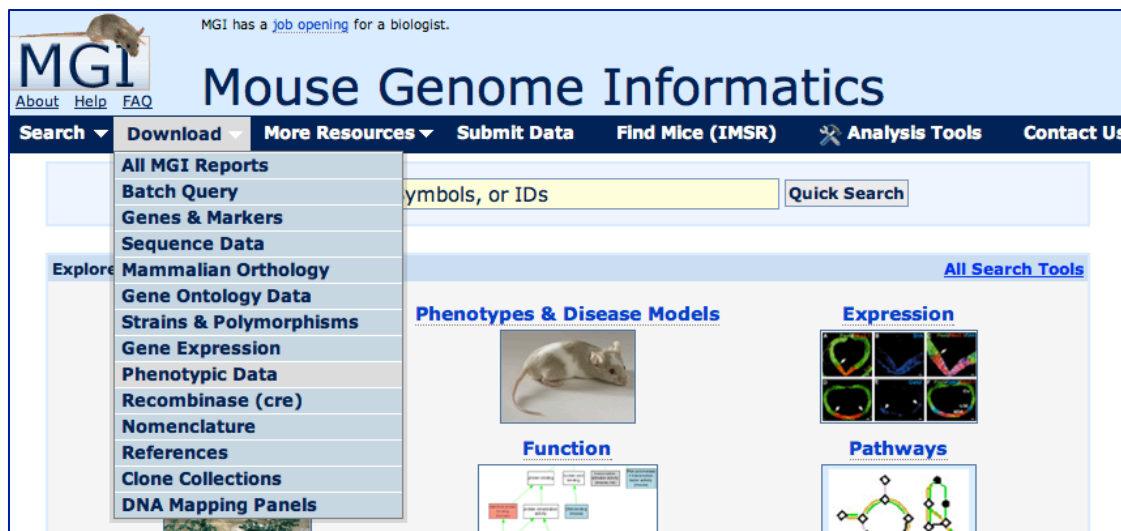 MGI has a job opening for a biologist.
MGI
Mouse Genome Informatics
About Help FAQ
Search Download More Resources Submit Data Find Mice (IMSR) Analysis Tools Contact Us
All MGI Reports
Batch Query
ymbols, or IDs Quick Search
Genes & Markers
Sequence Data
Explore Mammalian Orthology All Search Tools
Gene Ontology Data
Phenotypes & Disease Models Expression
Strains & Polymorphisms
Gene Expression
Phenotypic Data
Recombinase (cre)
Nomenclature
Function Pathways
References
Clone Collections
DNA Mapping Panels